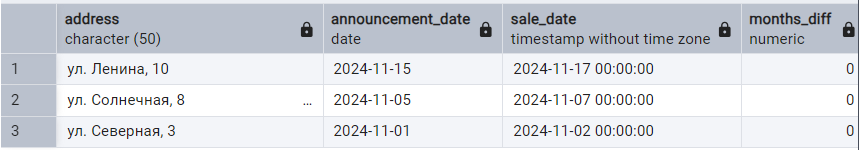 address announcement_date sale_date months_diff
character (50) date timestamp without time zone numeric
1 ул. Ленина, 10 2024-11-15 2024-11-17 00:00:00 0
2 ул. Солнечная, 8 ... 2024-11-05 2024-11-07 00:00:00 0
3 ул. Северная, 3 2024-11-01 2024-11-02 00:00:00 0